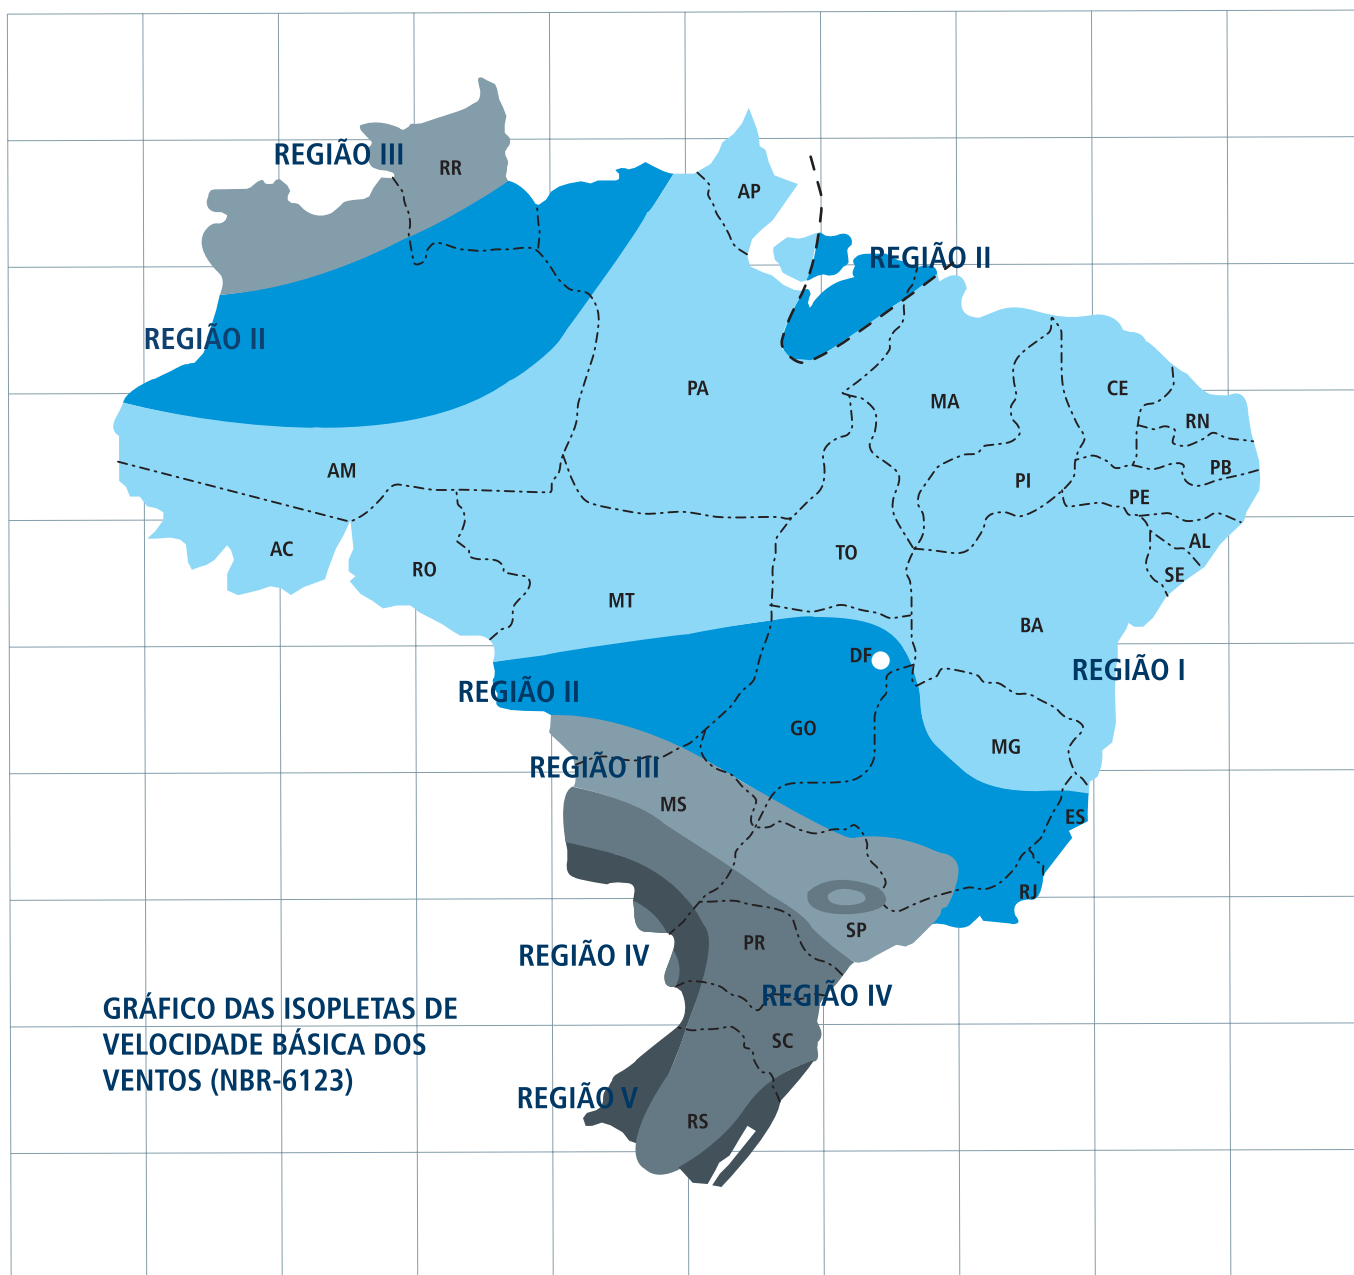 REGIÃO III
RR
AP
REGIÃO II
REGIÃO II
PA
CE
MA
RN
AM
PB
PI
PE
AC
TO
AL
RO
SE
MT
BA
DF
REGIÃO I
REGIÃO II
GO
MG
REGIÃO III
MS
ES
RJ
SP
PR
REGIÃO IV
REGIÃO IV
GRÁFICO DAS ISOPLETAS DE
VELOCIDADE BÁSICA DOS
VENTOS (NBR-6123)
SC
REGIÃO V
RS